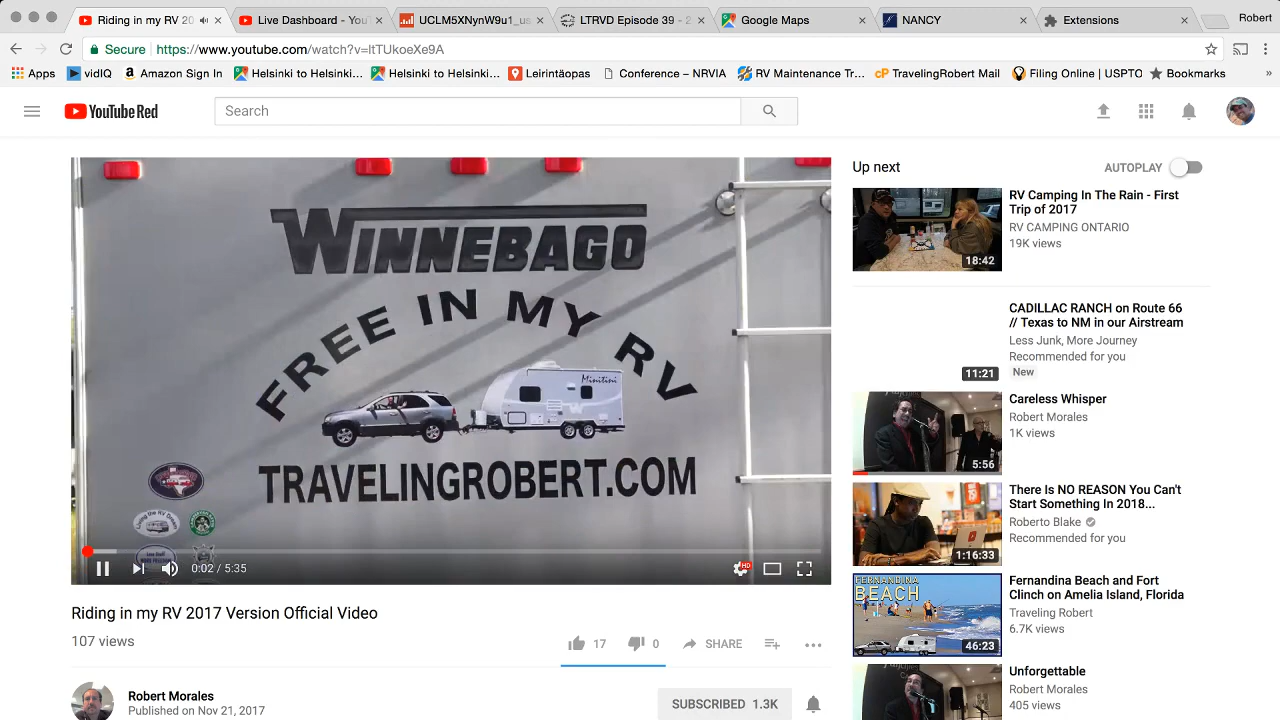 Riding in my RV 20
Live Dashboard - YouT
UCLM5XNynW9u1_us
LTRVD Episode 39 - 2
Google Maps
NANCY
Extensions
Robert
Secure
https://www.youtube.com/watch?v=ltTUkoeXe9A
Apps
vidIQ
Amazon Sign In
Helsinki to Helsinki...
Helsinki to Helsinki...
Leirintäopas
Conference – NRVIA
RV Maintenance Tr...
TravelingRobert Mail
Filing Online | USPTO
Bookmarks
»
YouTube Red
Search
WINNEBAGO
FREE IN MY RV
Minitini
TRAVELINGROBERT.COM
0:02 / 5:35
HD
Riding in my RV 2017 Version Official Video
107 views
17
0
SHARE
Robert Morales
Published on Nov 21, 2017
SUBSCRIBED 1.3K
Up next
AUTOPLAY
18:42
RV Camping In The Rain - First
Trip of 2017
RV CAMPING ONTARIO
19K views
11:21
CADILLAC RANCH on Route 66
// Texas to NM in our Airstream
Less Junk, More Journey
Recommended for you
New
5:56
Careless Whisper
Robert Morales
1K views
1:16:33
There Is NO REASON You Can't
Start Something In 2018...
Roberto Blake
Recommended for you
FERNANDINA
BEACH
46:23
Fernandina Beach and Fort
Clinch on Amelia Island, Florida
Traveling Robert
6.7K views
Unforgettable
Robert Morales
405 views